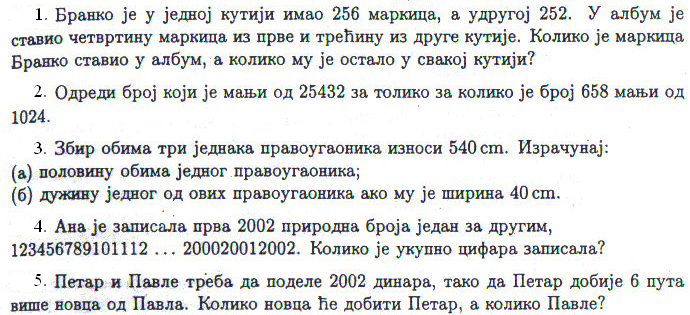 1. Бранко је у једној кутији имао 256 маркица, а удругој 252. У албум је
ставио четвртину маркица из прве и трећину из друге кутије. Колико је маркица
Бранко ставио у албум, а колико му је остало у свакој кутији?
2. Одреди број који је мањи од 25432 за толико за колико је број 658 мањи од
1024.
3. Збир обима три једнака правоугаоника износи 540 cm. Израчунај:
(а) половину обима једног правоугаоника;
(б) дужину једног од ових правоугаоника ако му је ширина 40 cm.
4. Ана је записала прва 2002 природна броја један за другим,
123456789101112 ... 200020012002. Колико је укупно цифара записала?
5. Петар и Павле треба да поделе 2002 динара, тако да Петар добије 6 пута
више новца од Павла. Колико новца ће добити Петар, а колико Павле?